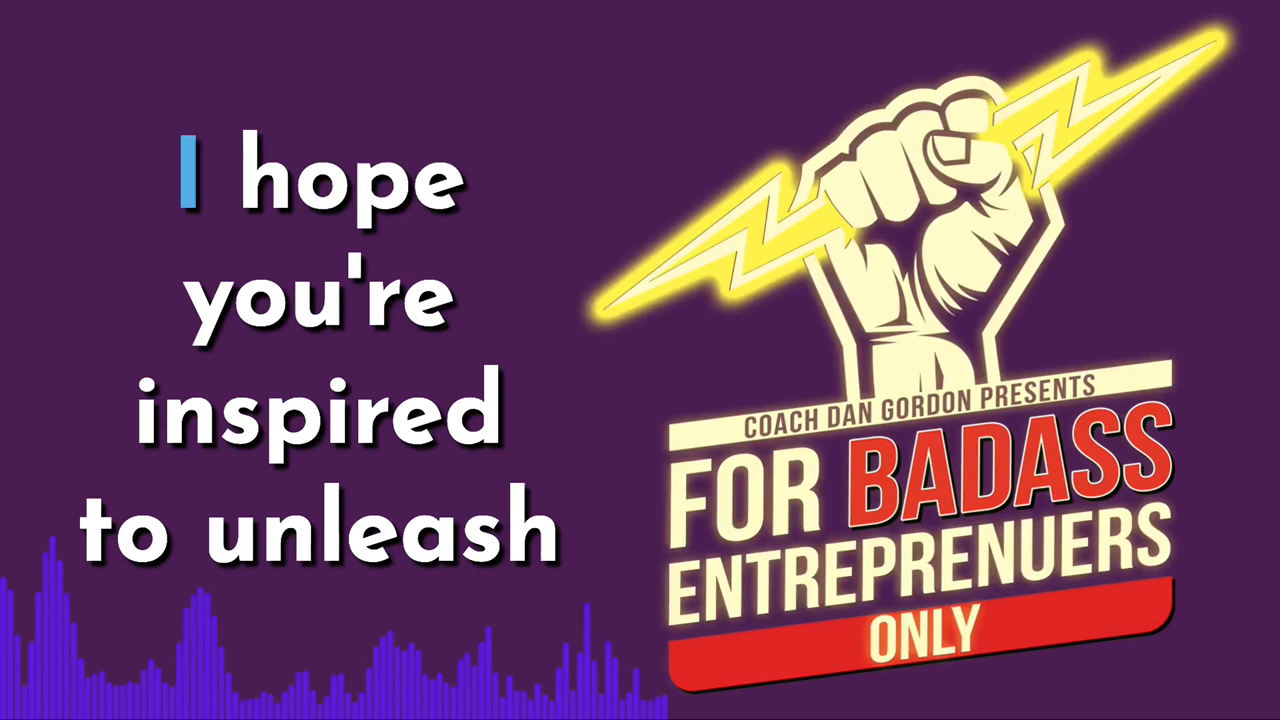 I hope
you're
inspired
to unleash
COACH DAN GORDON PRESENTS
FOR BADASS
ENTREPRENUERS
ONLY